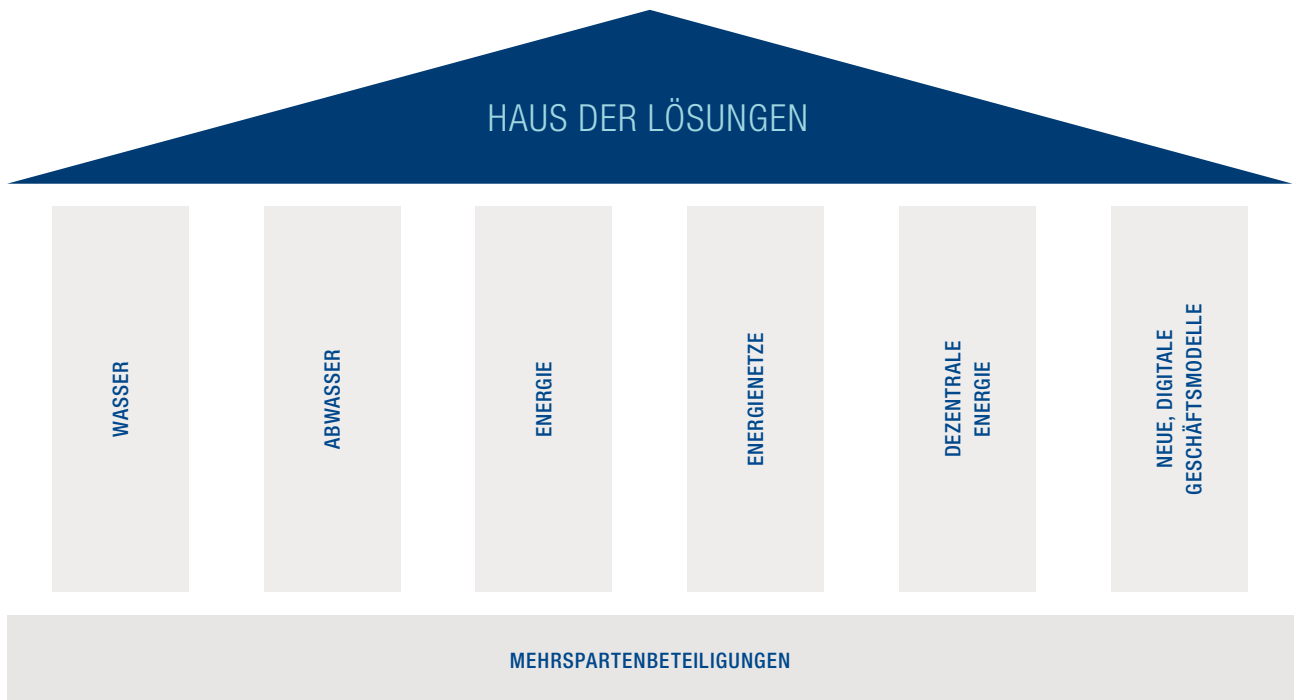 HAUS DER LÖSUNGEN
WASSER
ABWASSER
ENERGIE
ENERGIENETZE
DEZENTRALE
ENERGIE
NEUE, DIGITALE
GESCHÄFTSMODELLE
MEHRSPARTENBETEILIGUNGEN